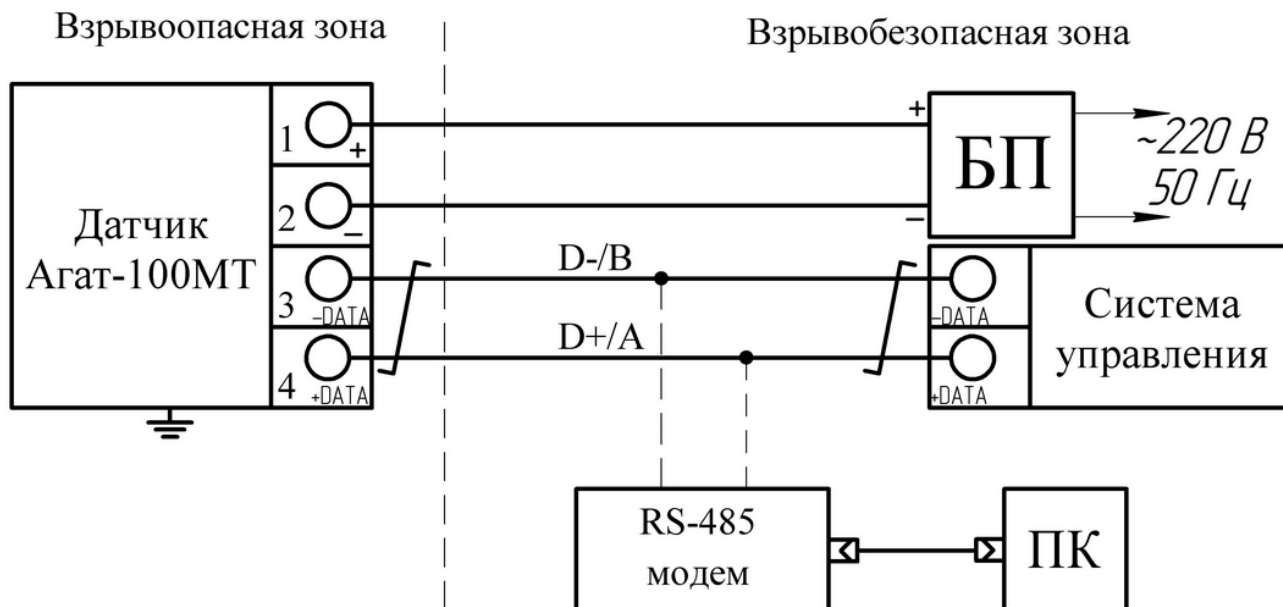 Взрывоопасная зона
Взрывобезопасная зона
Датчик
Агат-100МТ
1
+
2
−
3
−DATA
4
+DATA
D-/B
D+/A
+
−
БП
~220 В
50 Гц
−DATA
+DATA
Система
управления
RS-485
модем
ПК